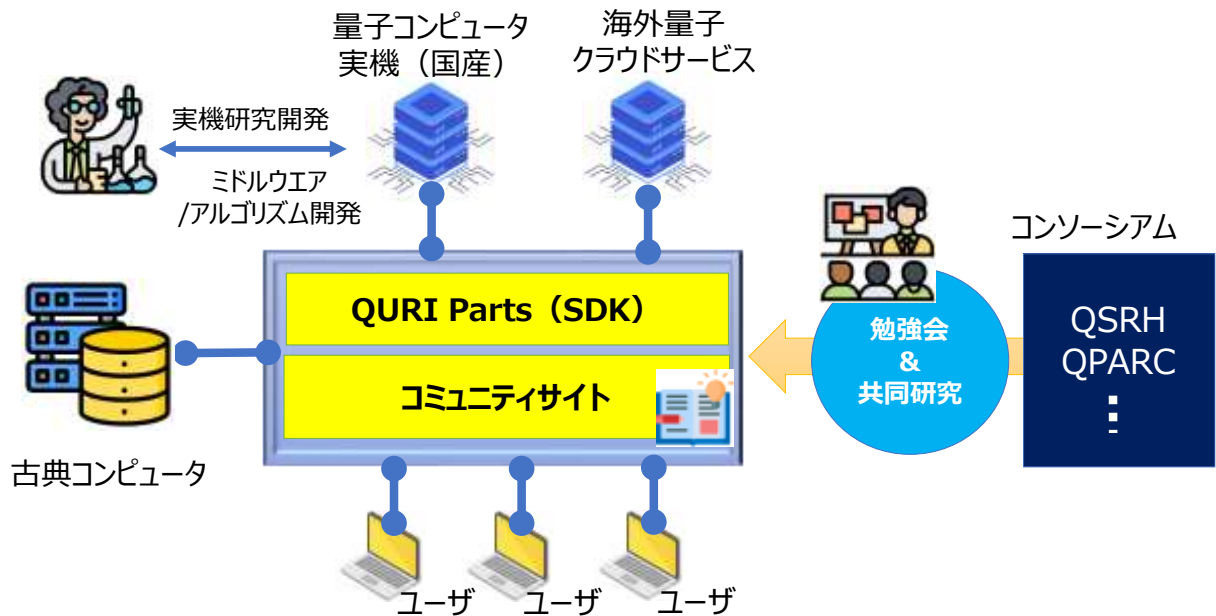 量子コンピュータ
実機（国産）
海外量子
クラウドサービス
実機研究開発
ミドルウエア
/アルゴリズム開発
コンソーシアム
QURI Parts（SDK）
コミュニティサイト
勉強会
&
共同研究
QSRH
QPARC
⋮
古典コンピュータ
ユーザ
ユーザ
ユーザ